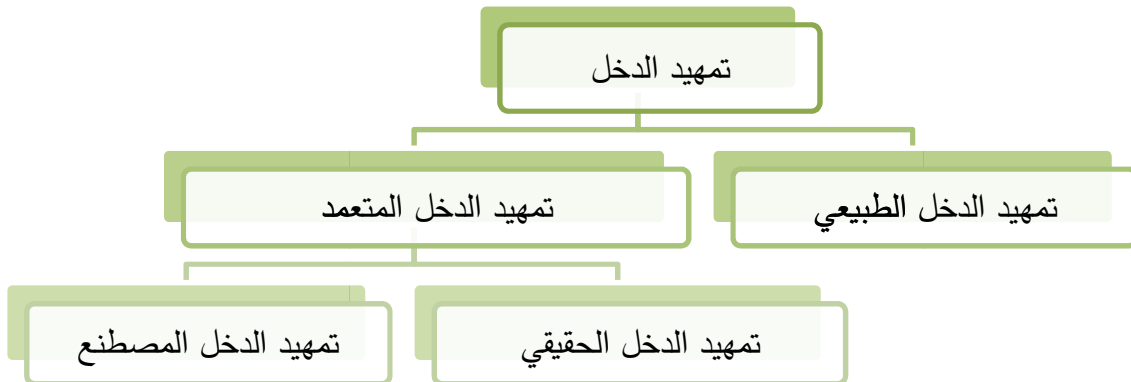 تمهيد الدخل
تمهيد الدخل الطبيعي
تمهيد الدخل المتعمد
تمهيد الدخل الحقيقي
تمهيد الدخل المصطنع